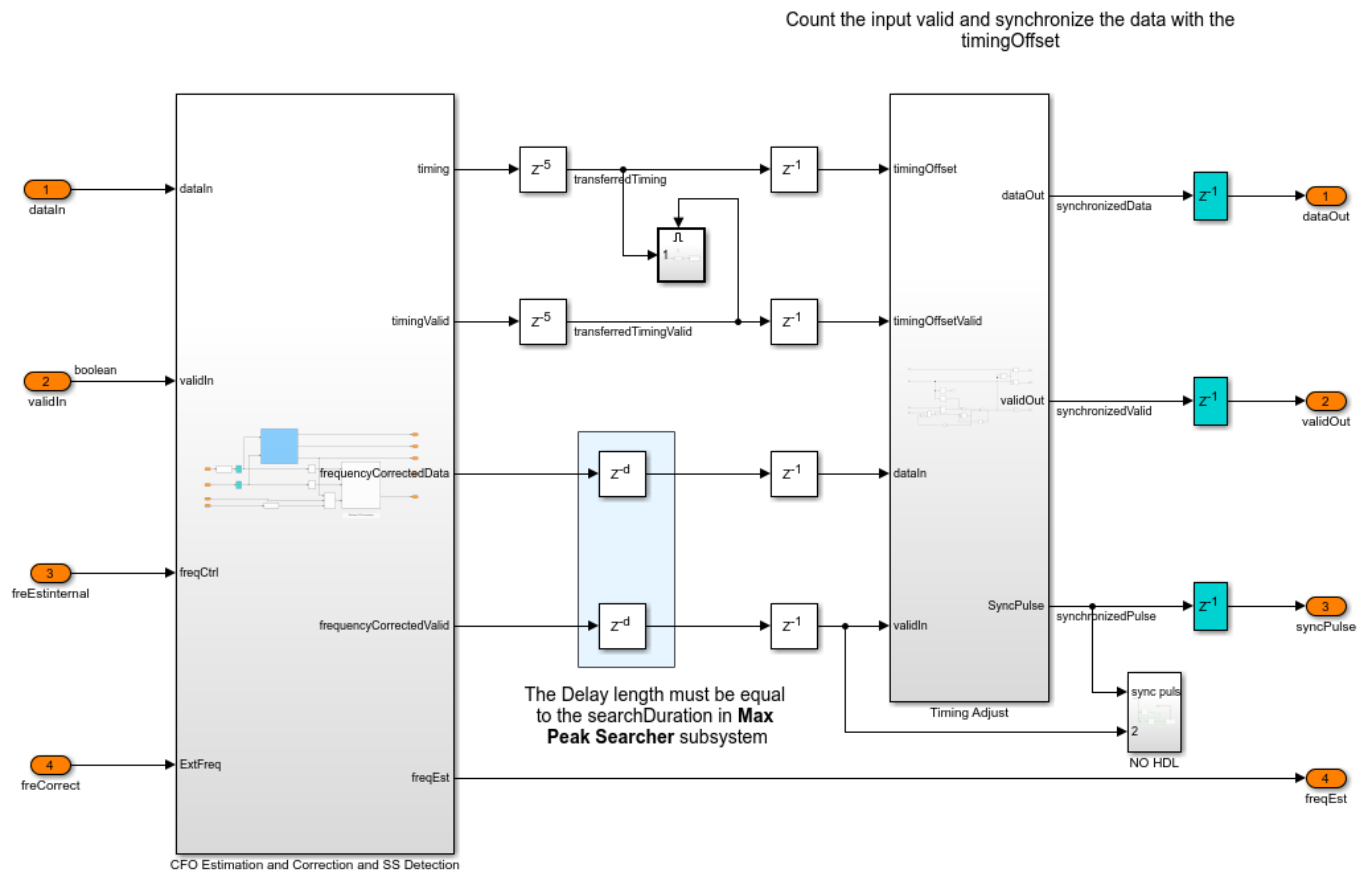 Count the input valid and synchronize the data with the
timingOffset
timing
z-5
transferredTiming
z-1
timingOffset
1
dataIn
dataIn
dataOut
synchronizedData
z-1
1
dataOut
1
timingValid
z-5
transferredTimingValid
z-1
timingOffsetValid
2
validIn
boolean
validIn
validOut
synchronizedValid
z-1
2
validOut
frequencyCorrectedData
z-d
z-1
dataIn
3
freEstinternal
freqCtrl
frequencyCorrectedValid
z-d
z-1
validIn
SyncPulse
synchronizedPulse
z-1
3
syncPulse
The Delay length must be equal
to the searchDuration in Max
Peak Searcher subsystem
Timing Adjust
sync puls
2
NO HDL
4
freCorrect
ExtFreq
freqEst
4
freqEst
CFO Estimation and Correction and SS Detection